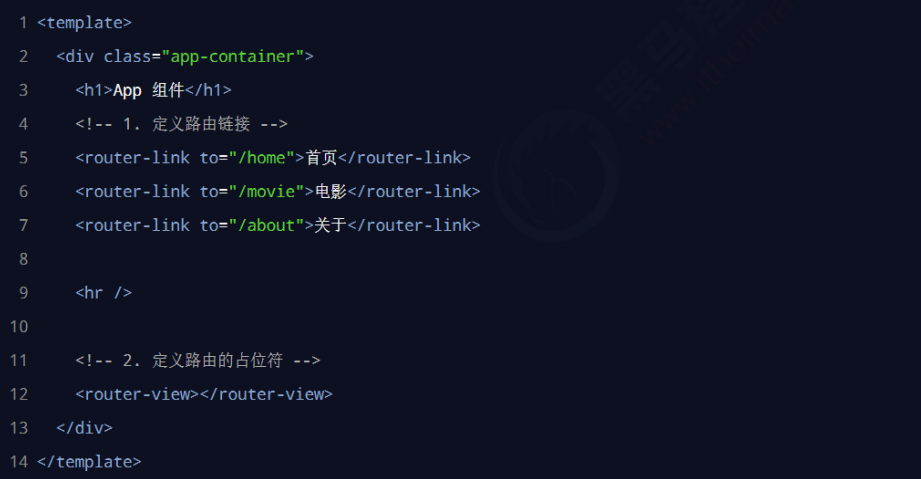 1 <template>
2 <div class="app-container">
3 <h1>App 组件</h1>
4 <!-- 1. 定义路由链接 -->
5 <router-link to="/home">首页</router-link>
6 <router-link to="/movie">电影</router-link>
7 <router-link to="/about">关于</router-link>
8
9 <hr />
10
11 <!-- 2. 定义路由的占位符 -->
12 <router-view></router-view>
13 </div>
14 </template>